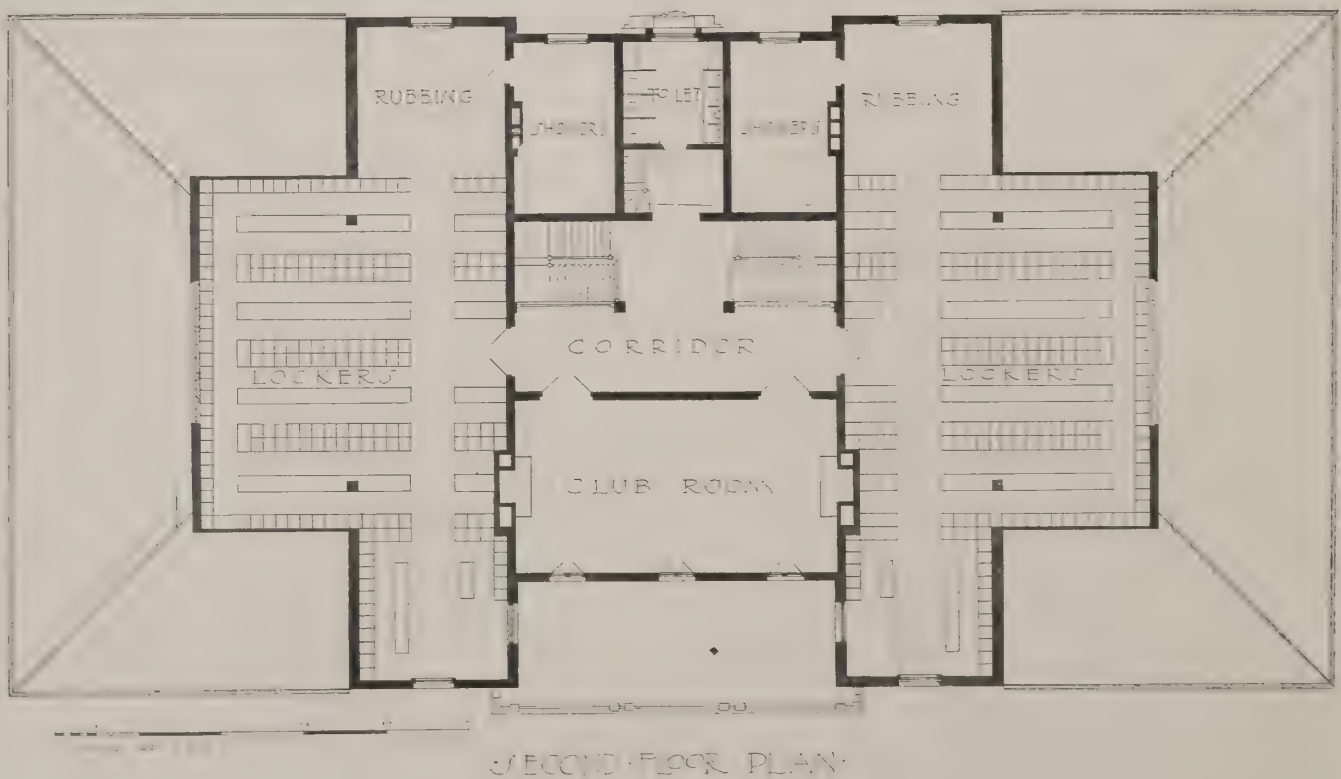 RUBBING
SHOWERS
TOILET
SHOWERS
RUBBING
CORRIDOR
LOCKERS
LOCKERS
CLUB ROOM
·SECOND·FLOOR PLAN·